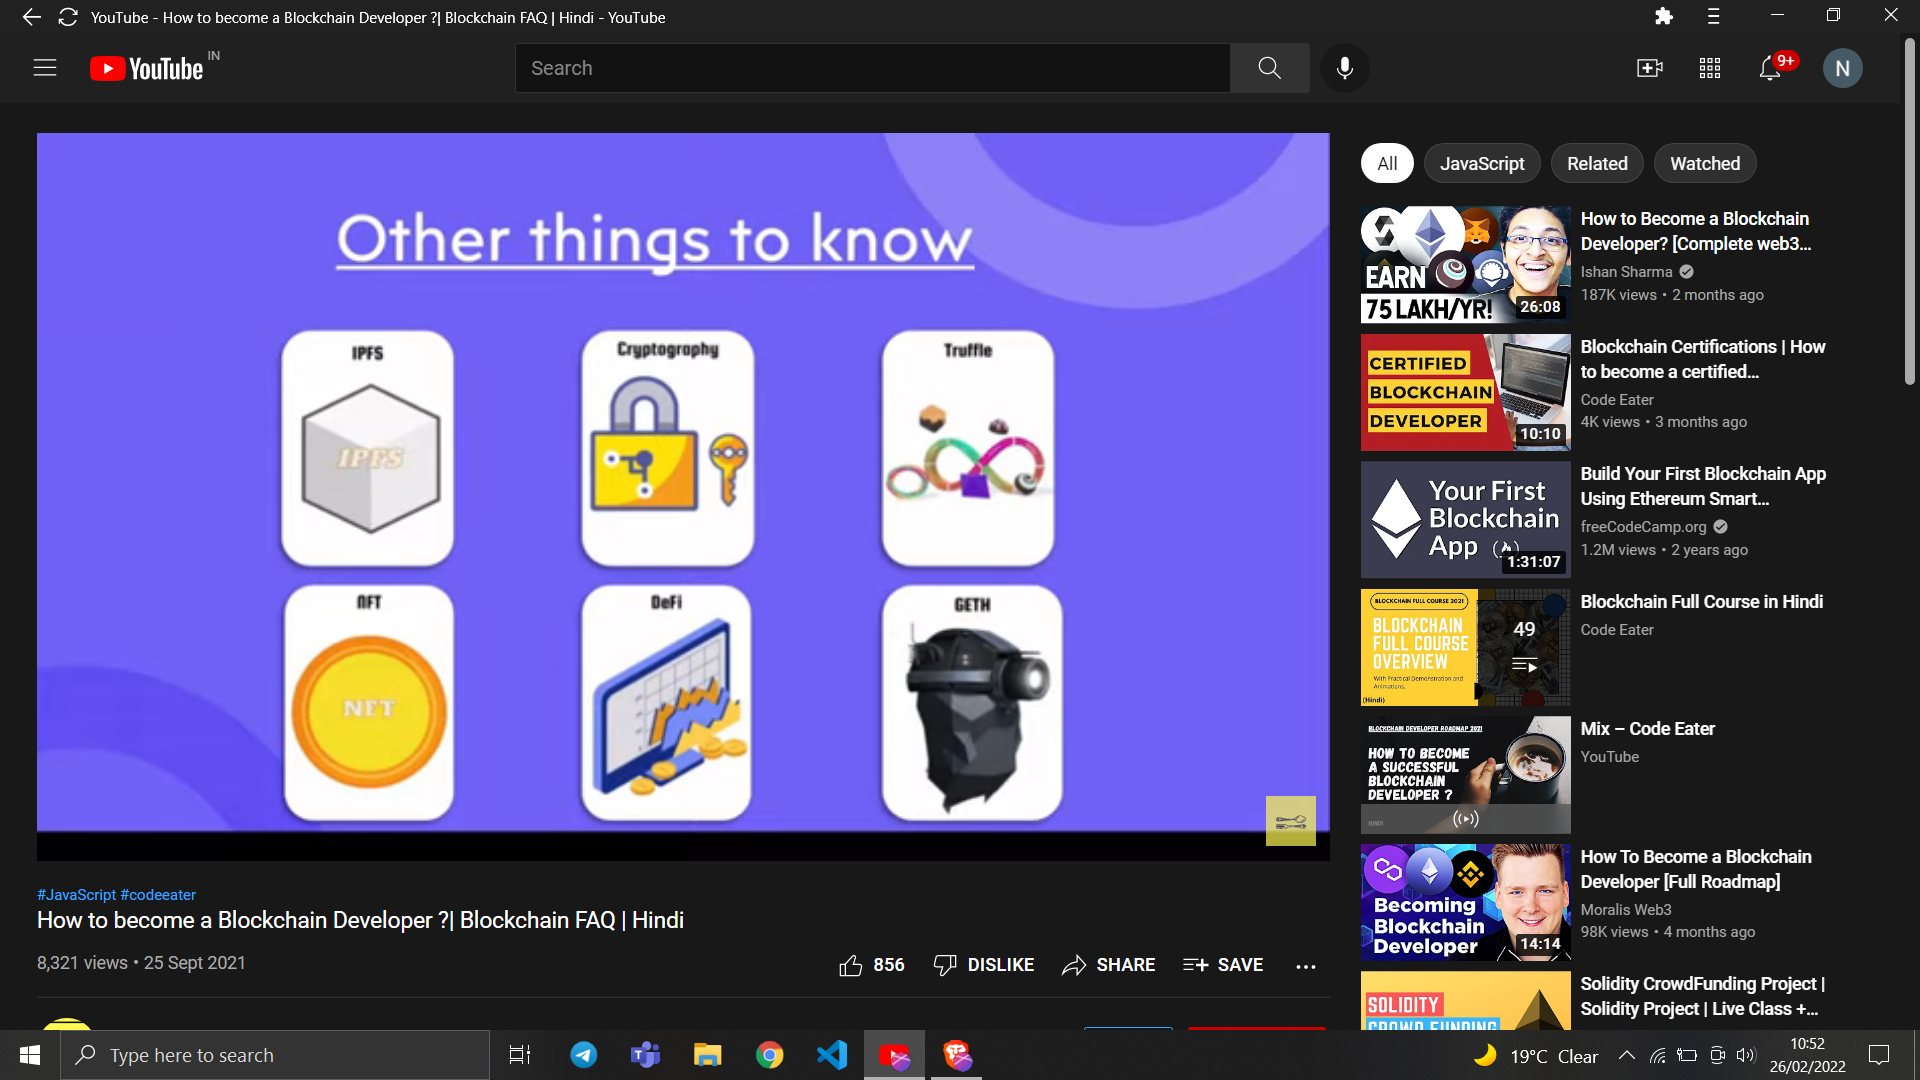 YouTube - How to become a Blockchain Developer ?| Blockchain FAQ | Hindi - YouTube
YouTube IN
Search
9+
N
Other things to know
IPFS
Cryptography
Truffle
IPFS
NFT
DeFi
GETH
NFT
#JavaScript #codeeater
How to become a Blockchain Developer ?| Blockchain FAQ | Hindi
8,321 views • 25 Sept 2021
856
DISLIKE
SHARE
SAVE
All
JavaScript
Related
Watched
EARN
75 LAKH/YR!
26:08
How to Become a Blockchain
Developer? [Complete web3...
Ishan Sharma
187K views • 2 months ago
CERTIFIED
BLOCKCHAIN
DEVELOPER
10:10
Blockchain Certifications | How
to become a certified...
Code Eater
4K views • 3 months ago
Your First
Blockchain
App
1:31:07
Build Your First Blockchain App
Using Ethereum Smart...
freeCodeCamp.org
1.2M views • 2 years ago
BLOCKCHAIN FULL COURSE 2021
BLOCKCHAIN
FULL COURSE
OVERVIEW
With Practical Demonstration and
Animations.
(Hindi)
49
Blockchain Full Course in Hindi
Code Eater
BLOCKCHAIN DEVELOPER ROADMAP 2021
HOW TO BECOME
A SUCCESSFUL
BLOCKCHAIN
DEVELOPER ?
HINDI
Mix – Code Eater
YouTube
Becoming
Blockchain
Developer
14:14
How To Become a Blockchain
Developer [Full Roadmap]
Moralis Web3
98K views • 4 months ago
SOLIDITY
CROWD FUNDING
Solidity CrowdFunding Project |
Solidity Project | Live Class +...
Type here to search
19°C Clear
10:52
26/02/2022